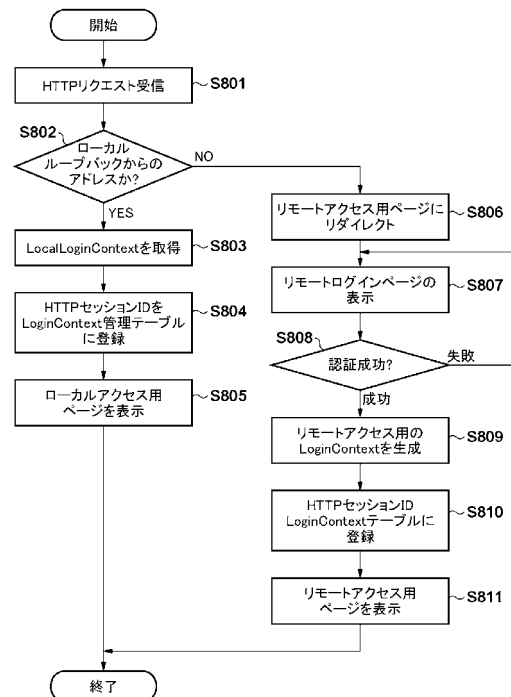 開始
HTTPリクエスト受信
S801
S802
ローカル
ループバックからの
アドレスか?
NO
YES
LocalLoginContextを取得
S803
HTTPセッションIDを
LoginContext管理テーブル
に登録
S804
ローカルアクセス用
ページを表示
S805
リモートアクセス用ページに
リダイレクト
S806
リモートログインページの
表示
S807
S808
認証成功?
失敗
成功
リモートアクセス用の
LoginContextを生成
S809
HTTPセッションID
LoginContextテーブルに
登録
S810
リモートアクセス用
ページを表示
S811
終了